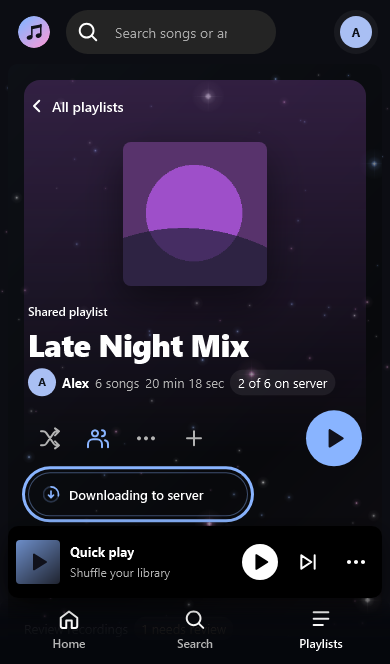 Search songs or ar
A
All playlists
Shared playlist
Late Night Mix
A Alex 6 songs 20 min 18 sec 2 of 6 on server
Downloading to server
Quick play
Shuffle your library
Home Search Playlists